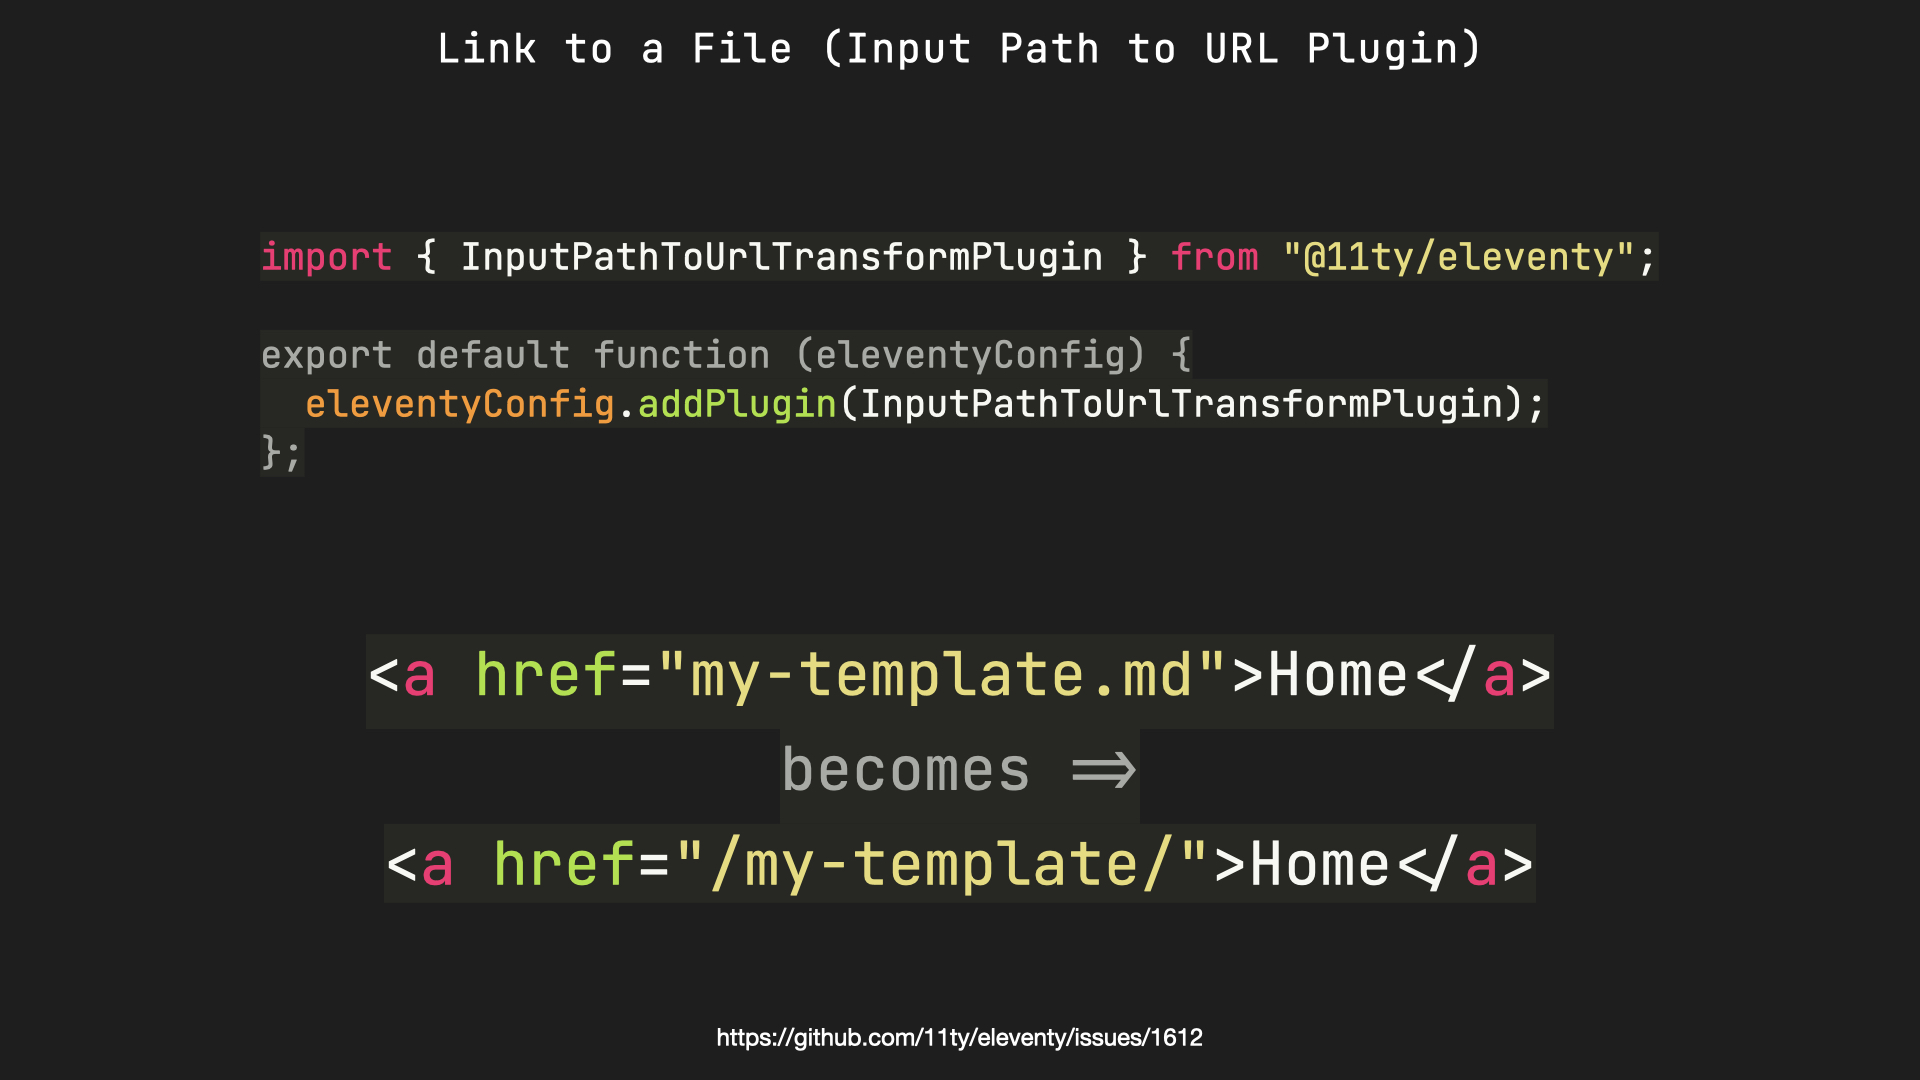 Link to a File (Input Path to URL Plugin)
import { InputPathToUrlTransformPlugin } from "@11ty/eleventy";
export default function (eleventyConfig) {
  eleventyConfig.addPlugin(InputPathToUrlTransformPlugin);
};
<a href="my-template.md">Home</a>
becomes =>
<a href="/my-template/">Home</a>
https://github.com/11ty/eleventy/issues/1612